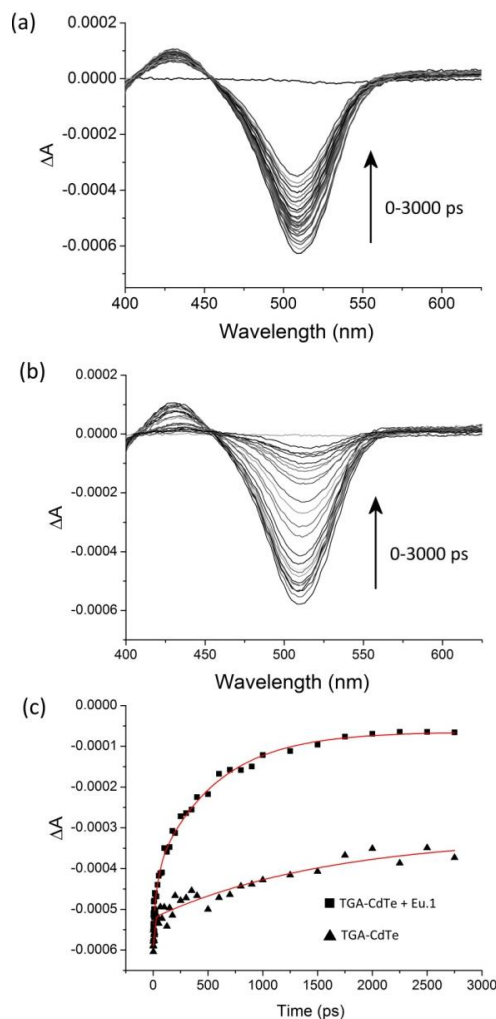 (a)
0.0002
0.0000
-0.0002
-0.0004
-0.0006
ΔA
0-3000 ps
400 450 500 550 600
Wavelength (nm)
(b)
0.0002
0.0000
-0.0002
-0.0004
-0.0006
ΔA
0-3000 ps
400 450 500 550 600
Wavelength (nm)
(c)
0.0000
-0.0001
-0.0002
-0.0003
-0.0004
-0.0005
-0.0006
ΔA
TGA-CdTe + Eu.1
TGA-CdTe
0 500 1000 1500 2000 2500 3000
Time (ps)